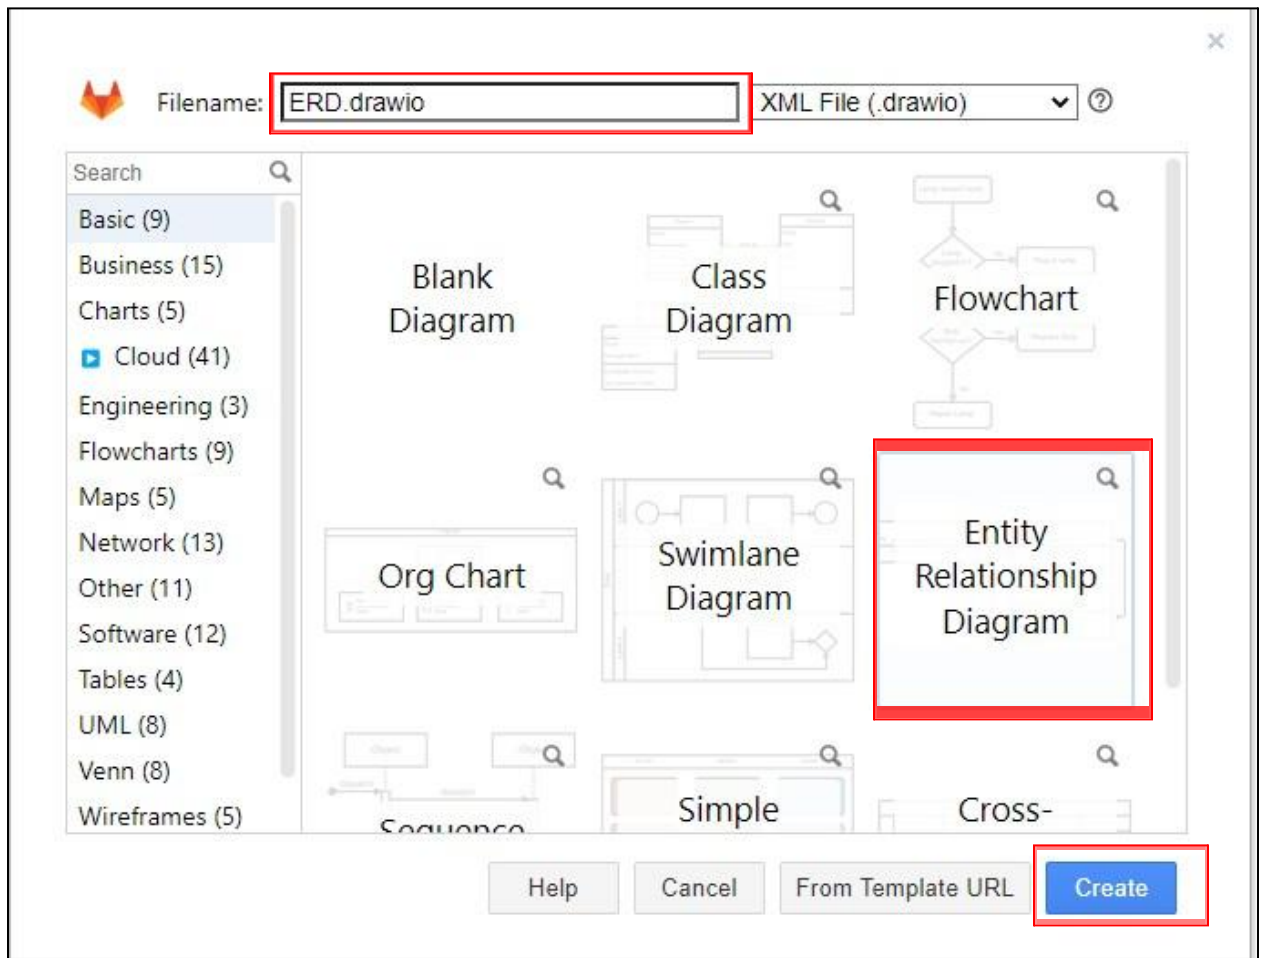 ×
Filename: ERD.drawio XML File (.drawio) ?
Search
Basic (9)
Business (15)
Charts (5)
Cloud (41)
Engineering (3)
Flowcharts (9)
Maps (5)
Network (13)
Other (11)
Software (12)
Tables (4)
UML (8)
Venn (8)
Wireframes (5)
Blank
Diagram
Class
Diagram
Flowchart
Org Chart
Swimlane
Diagram
Entity
Relationship
Diagram
Sequence
Simple
Cross-
Help Cancel From Template URL Create